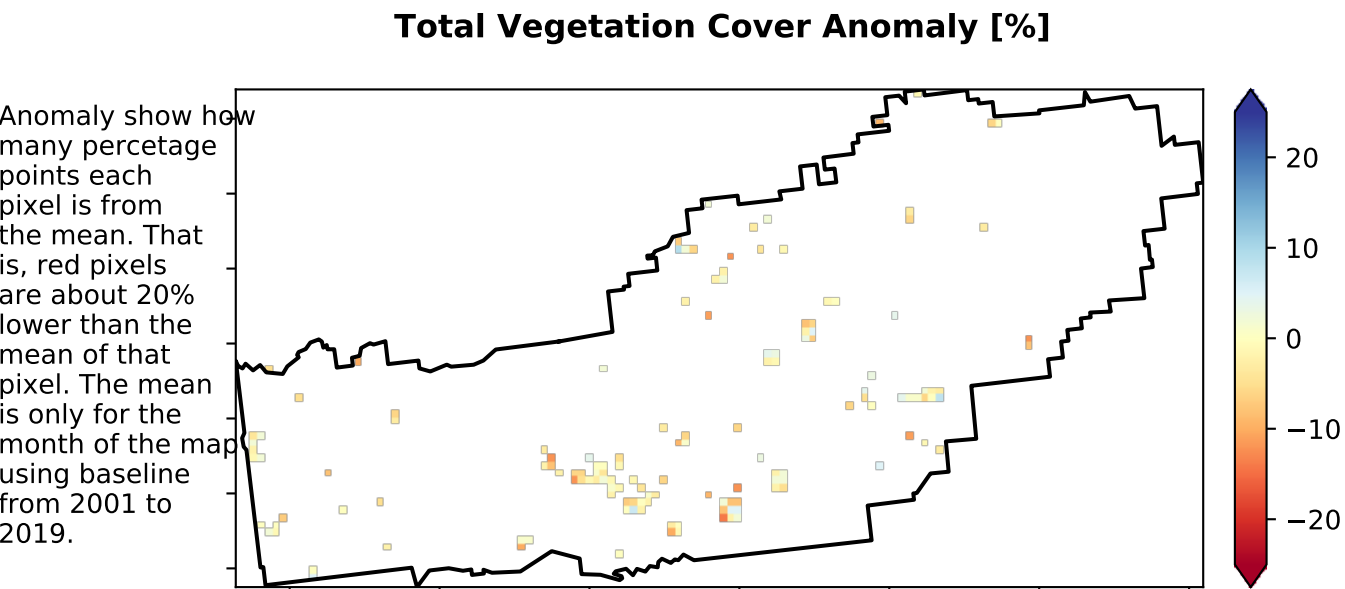 Total Vegetation Cover Anomaly [%]
Anomaly show how
many percetage
points each
pixel is from
the mean. That
is, red pixels
are about 20%
lower than the
mean of that
pixel. The mean
is only for the
month of the map
using baseline
from 2001 to
2019.
20
10
0
−10
−20